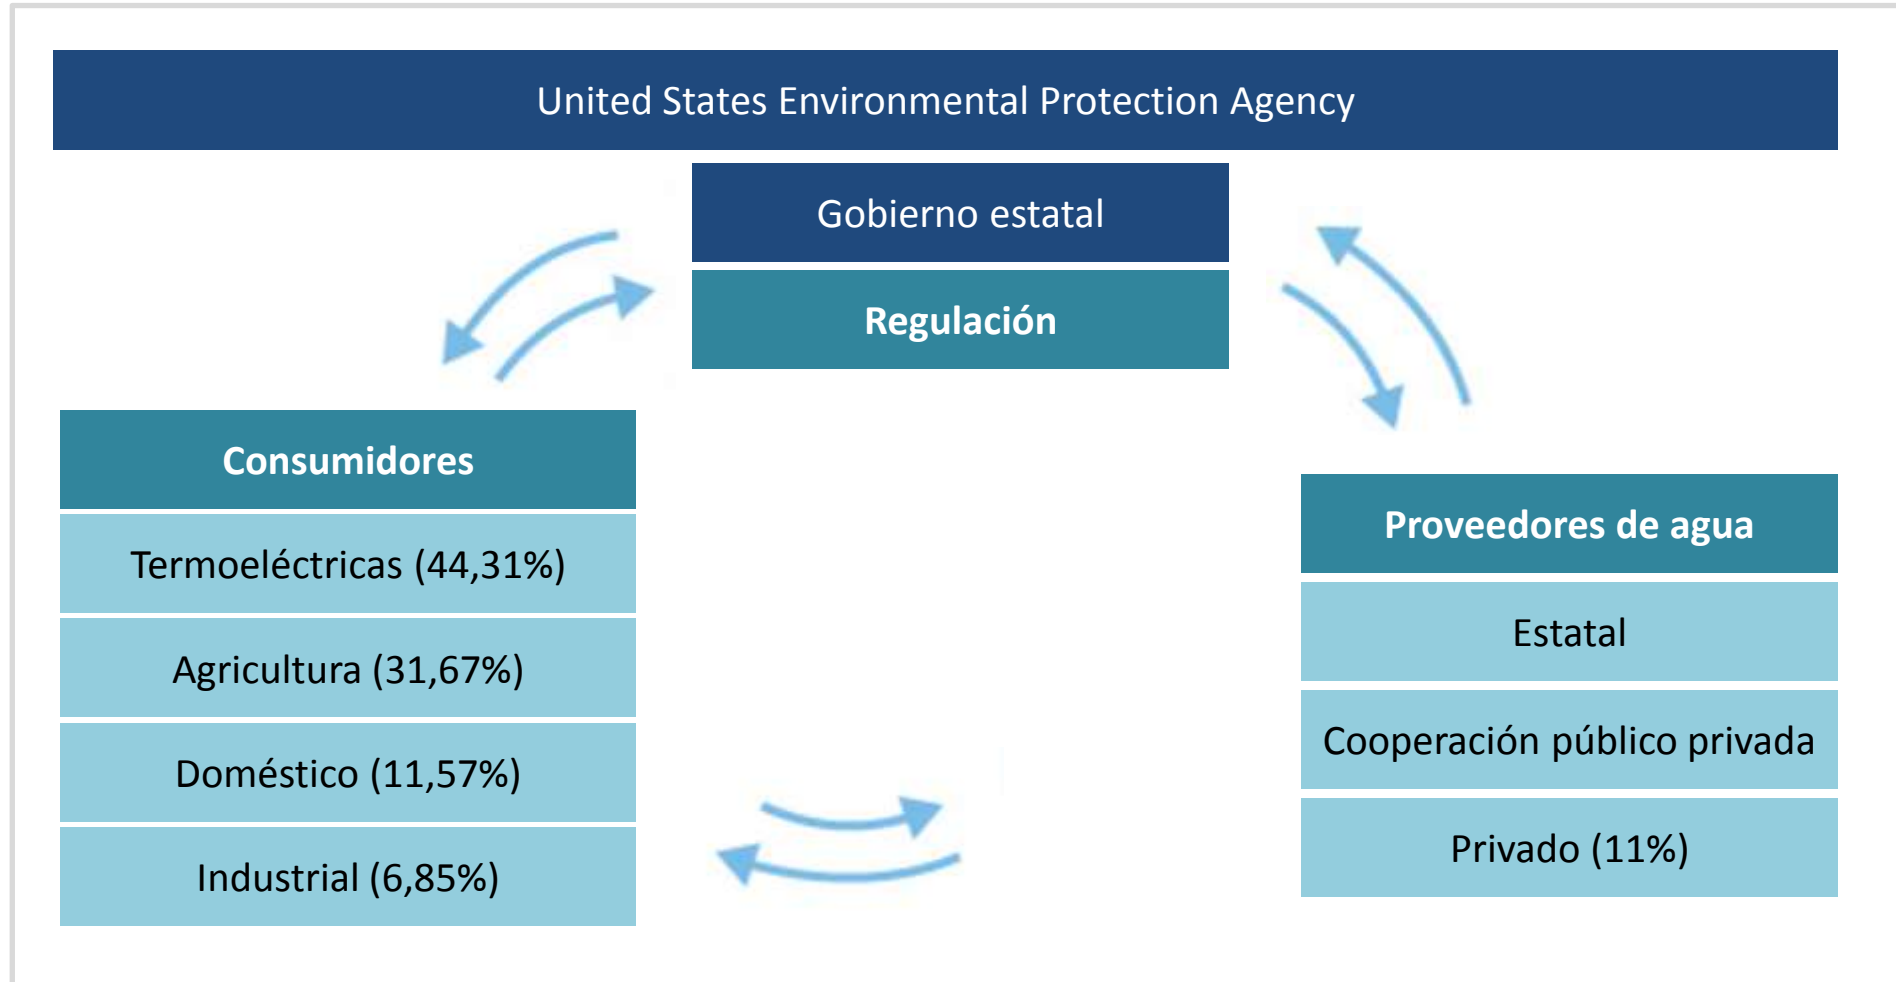 United States Environmental Protection Agency
Gobierno estatal
Regulación
Consumidores
Termoeléctricas (44,31%)
Agricultura (31,67%)
Doméstico (11,57%)
Industrial (6,85%)
Proveedores de agua
Estatal
Cooperación público privada
Privado (11%)